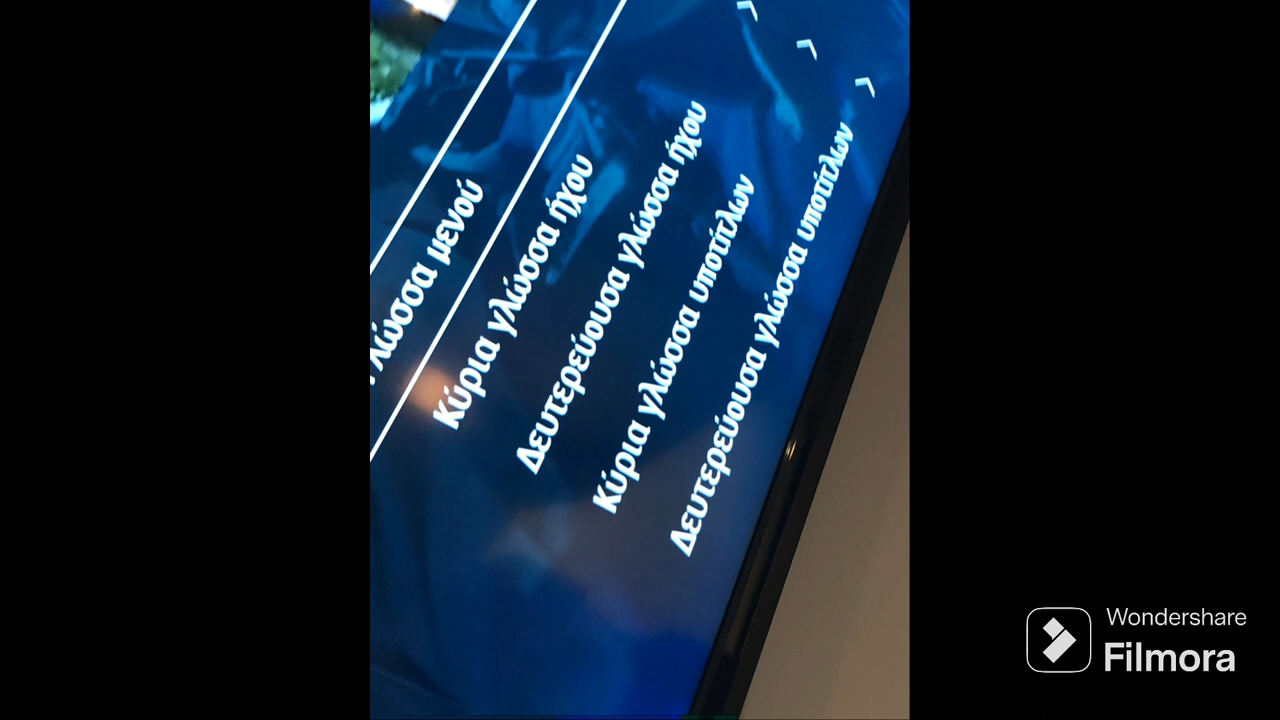 Γλώσσα μενού
Κύρια γλώσσα ήχου
Δευτερεύουσα γλώσσα ήχου
Κύρια γλώσσα υποτίτλων
Δευτερεύουσα γλώσσα υποτίτλων
Wondershare
Filmora